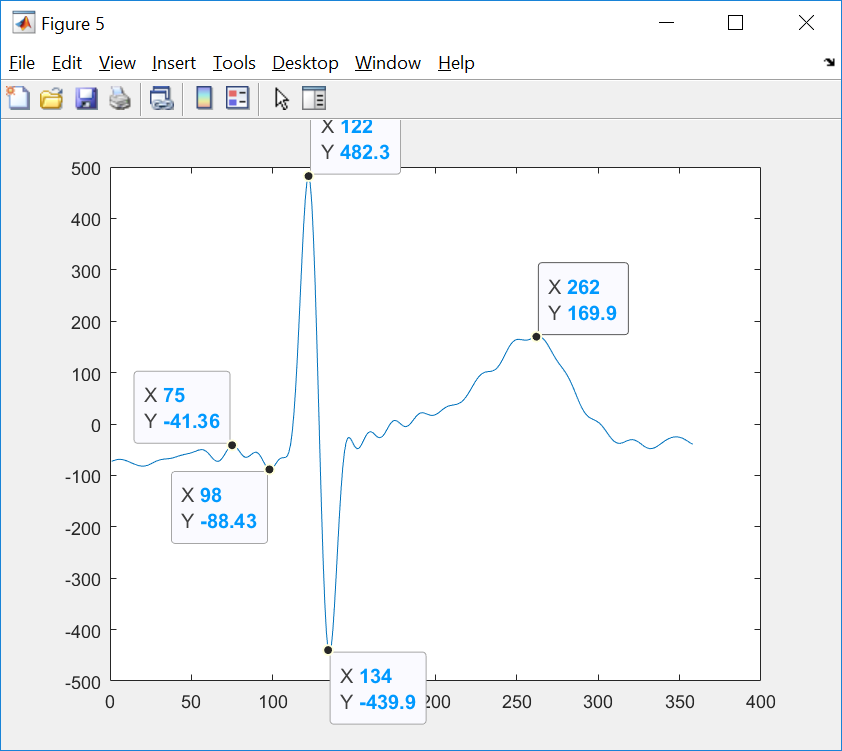 Figure 5
File Edit View Insert Tools Desktop Window Help
X 122
Y 482.3
500
400
300
200
100
0
-100
-200
-300
-400
-500
X 262
Y 169.9
X 75
Y -41.36
X 98
Y -88.43
X 134
Y -439.9
0 50 100 200 250 300 350 400